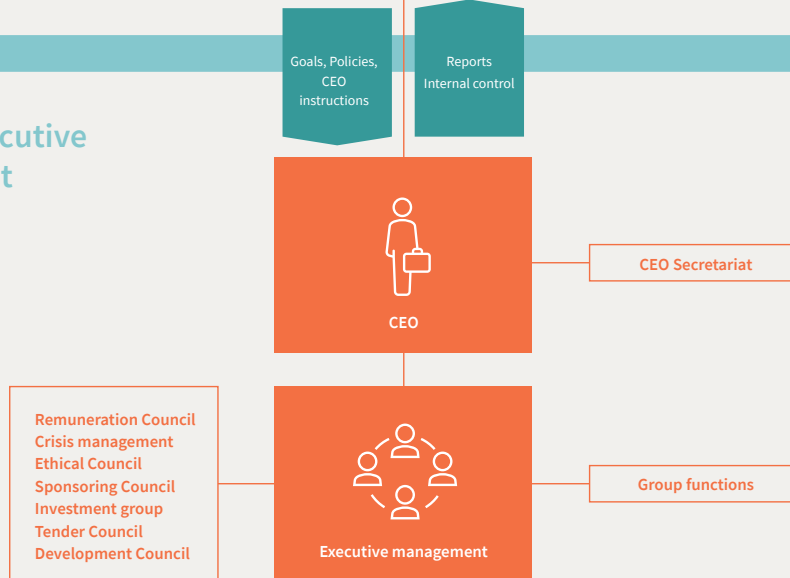 Goals, Policies,
CEO
instructions
Reports
Internal control
cutive
t
CEO
CEO Secretariat
Remuneration Council
Crisis management
Ethical Council
Sponsoring Council
Investment group
Tender Council
Development Council
Executive management
Group functions